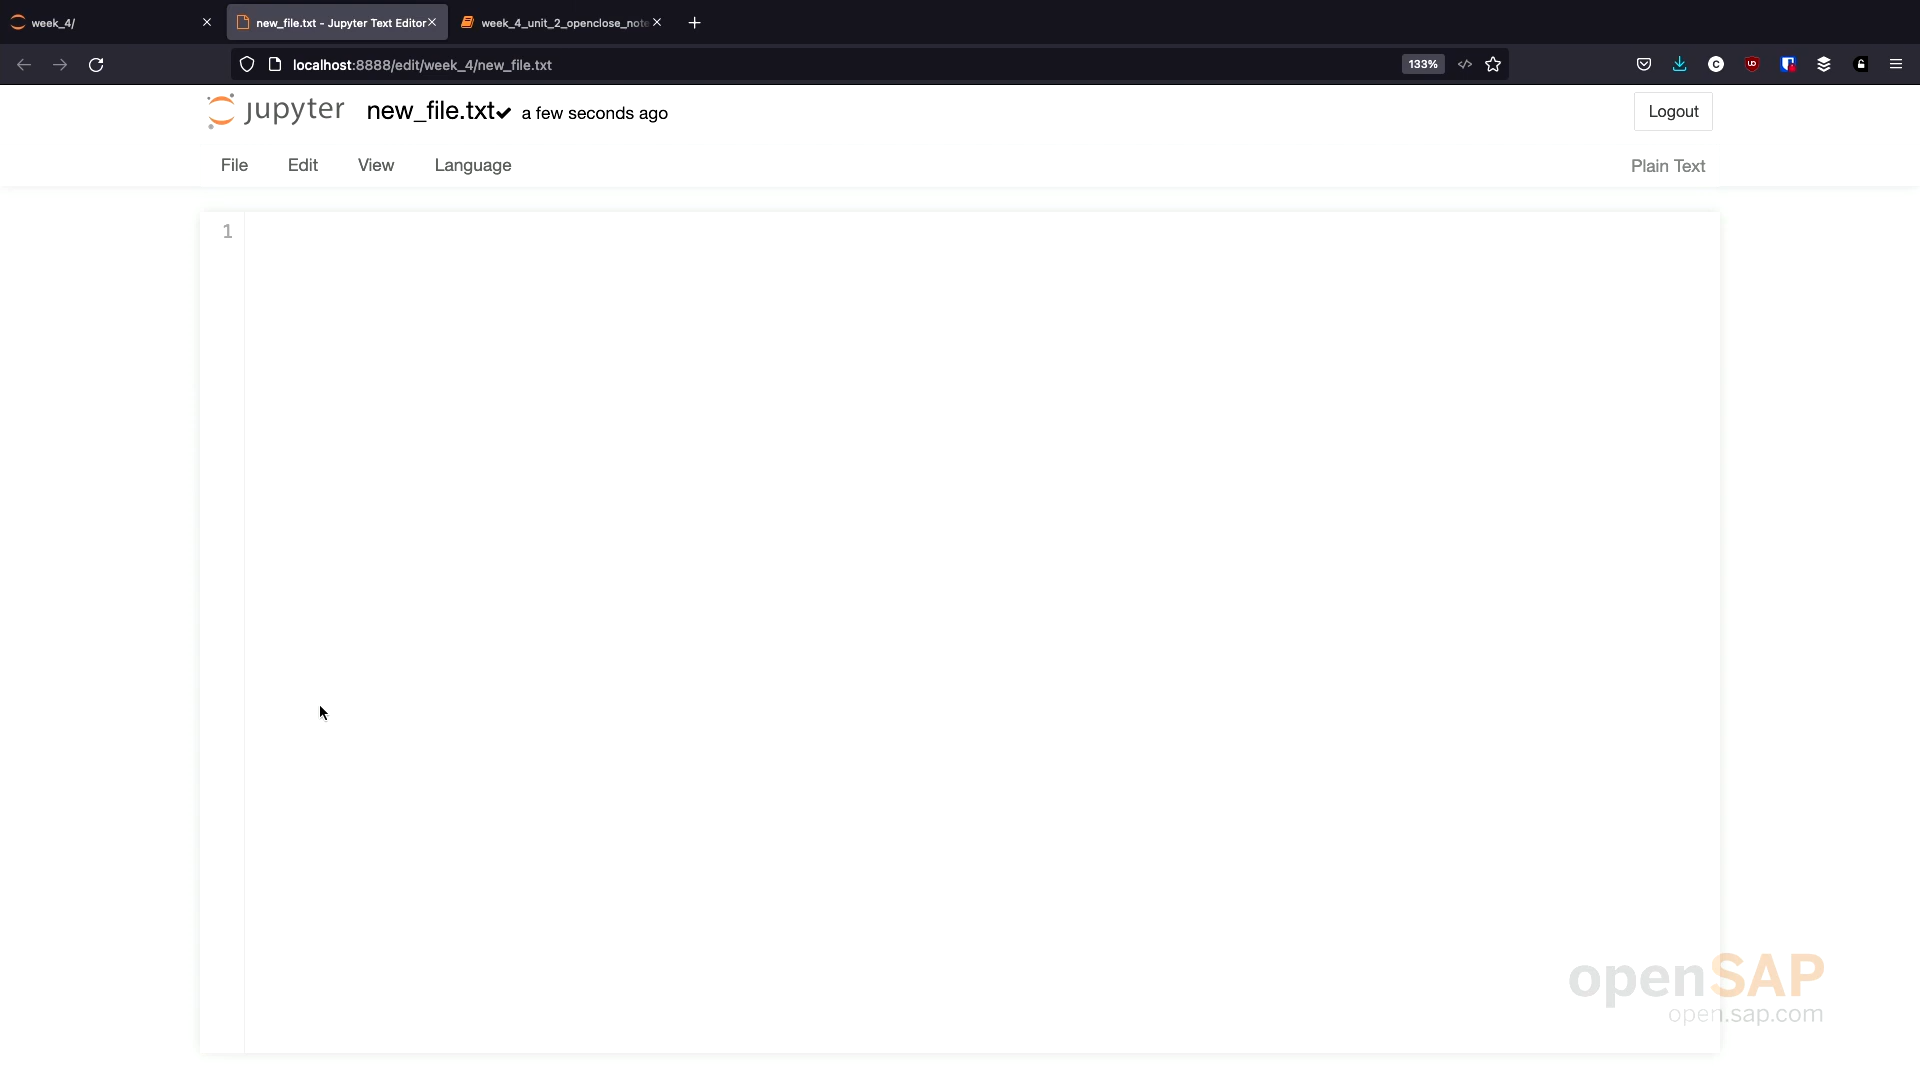 week_4/
new_file.txt - Jupyter Text Editor
week_4_unit_2_openclose_not
localhost:8888/edit/week_4/new_file.txt
133%
jupyter new_file.txt a few seconds ago
Logout
File Edit View Language
Plain Text
1
openSAP
open.sap.com